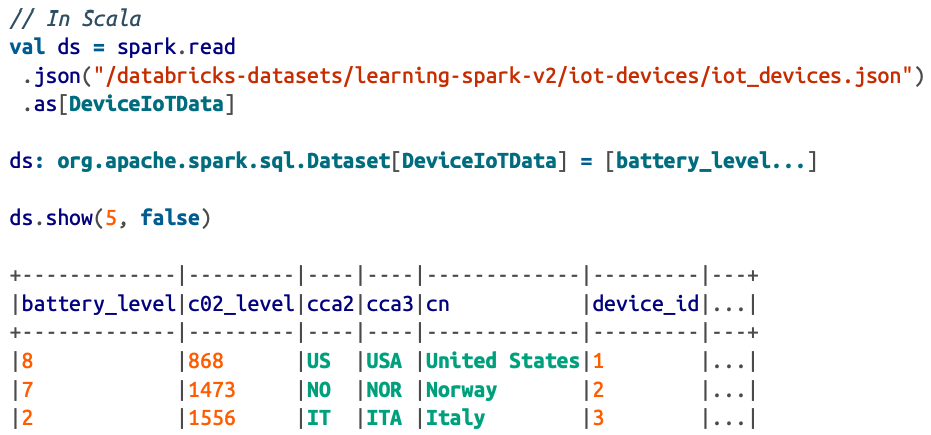 // In Scala
val ds = spark.read
 .json("/databricks-datasets/learning-spark-v2/iot-devices/iot_devices.json")
 .as[DeviceIoTData]
ds: org.apache.spark.sql.Dataset[DeviceIoTData] = [battery_level...]
ds.show(5, false)
+-------------|---------|----|----|-------------|---------|---+
|battery_level|c02_level|cca2|cca3|cn           |device_id|...|
+-------------|---------|----|----|-------------|---------|---+
|8            |868      |US  |USA |United States|1        |...|
|7            |1473     |NO  |NOR |Norway       |2        |...|
|2            |1556     |IT  |ITA |Italy        |3        |...|